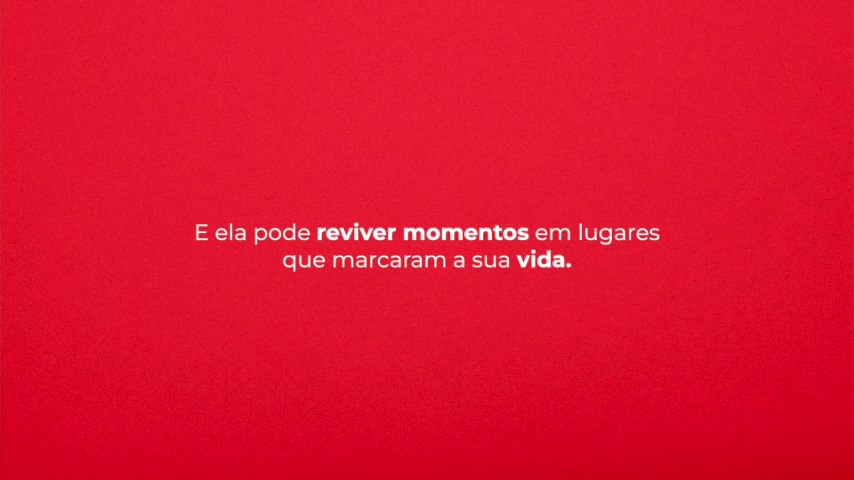 E ela pode reviver momentos em lugares
que marcaram a sua vida.